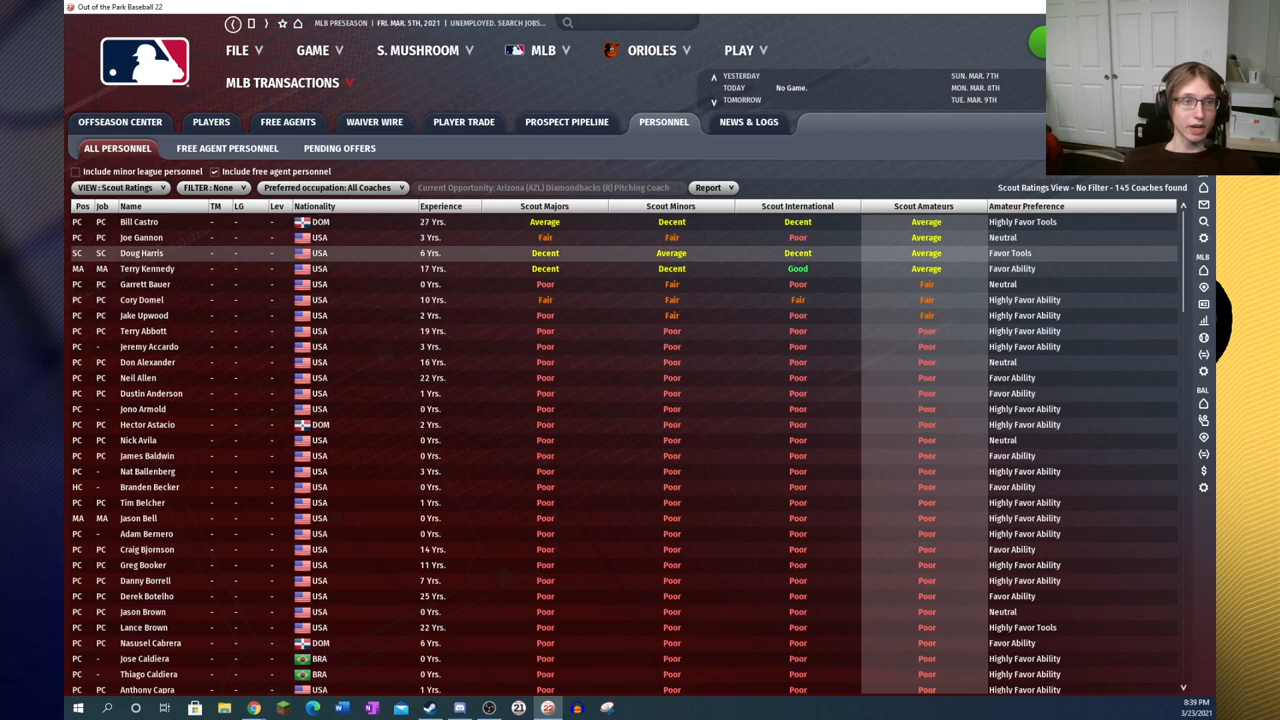 Out of the Park Baseball 22
MLB PRESEASON FRI. MAR. 5TH, 2021 UNEMPLOYED. SEARCH JOBS...
FILE GAME S. MUSHROOM MLB ORIOLES PLAY
MLB TRANSACTIONS
YESTERDAY SUN. MAR. 7TH
TODAY No Game. MON. MAR. 8TH
TOMORROW TUE. MAR. 9TH
OFFSEASON CENTER PLAYERS FREE AGENTS WAIVER WIRE PLAYER TRADE PROSPECT PIPELINE PERSONNEL NEWS & LOGS
ALL PERSONNEL FREE AGENT PERSONNEL PENDING OFFERS
Include minor league personnel Include free agent personnel
VIEW : Scout Ratings FILTER : None Preferred occupation: All Coaches Current Opportunity: Arizona (AZL) Diamondbacks (R) Pitching Coach Report Scout Ratings View - No Filter - 145 Coaches found
Pos Job Name TM LG Lev Nationality Experience Scout Majors Scout Minors Scout International Scout Amateurs Amateur Preference
PC PC Bill Castro - - - DOM 27 Yrs. Average Decent Decent Average Highly Favor Tools
PC PC Joe Gannon - - - USA 3 Yrs. Fair Fair Poor Average Neutral
SC SC Doug Harris - - - USA 6 Yrs. Decent Average Decent Average Favor Tools
MA MA Terry Kennedy - - - USA 17 Yrs. Decent Decent Good Average Favor Ability
PC PC Garrett Bauer - - - USA 0 Yrs. Poor Fair Poor Fair Neutral
PC PC Cory Domel - - - USA 10 Yrs. Fair Fair Fair Fair Highly Favor Ability
PC PC Jake Upwood - - - USA 2 Yrs. Poor Fair Poor Fair Highly Favor Ability
PC PC Terry Abbott - - - USA 19 Yrs. Poor Poor Poor Poor Highly Favor Ability
PC - Jeremy Accardo - - - USA 3 Yrs. Poor Poor Poor Poor Highly Favor Ability
PC PC Don Alexander - - - USA 16 Yrs. Poor Poor Poor Poor Neutral
PC PC Neil Allen - - - USA 22 Yrs. Poor Poor Poor Poor Favor Ability
PC PC Dustin Anderson - - - USA 1 Yrs. Poor Poor Poor Poor Favor Ability
PC - Jono Armold - - - USA 0 Yrs. Poor Poor Poor Poor Highly Favor Ability
PC PC Hector Astacio - - - DOM 2 Yrs. Poor Poor Poor Poor Highly Favor Ability
PC PC Nick Avila - - - USA 0 Yrs. Poor Poor Poor Poor Neutral
PC PC James Baldwin - - - USA 0 Yrs. Poor Poor Poor Poor Favor Ability
PC - Nat Ballenberg - - - USA 3 Yrs. Poor Poor Poor Poor Highly Favor Ability
HC - Branden Becker - - - USA 0 Yrs. Poor Poor Poor Poor Favor Ability
PC PC Tim Belcher - - - USA 1 Yrs. Poor Poor Poor Poor Highly Favor Ability
MA MA Jason Bell - - - USA 0 Yrs. Poor Poor Poor Poor Highly Favor Ability
PC - Adam Bernero - - - USA 0 Yrs. Poor Poor Poor Poor Highly Favor Ability
PC PC Craig Bjornson - - - USA 14 Yrs. Poor Poor Poor Poor Favor Ability
PC PC Greg Booker - - - USA 11 Yrs. Poor Poor Poor Poor Highly Favor Ability
PC PC Danny Borrell - - - USA 7 Yrs. Poor Poor Poor Poor Highly Favor Ability
PC PC Derek Botelho - - - USA 25 Yrs. Poor Poor Poor Poor Favor Ability
PC PC Jason Brown - - - USA 0 Yrs. Poor Poor Poor Poor Neutral
PC PC Lance Brown - - - USA 22 Yrs. Poor Poor Poor Poor Highly Favor Tools
PC PC Nasusel Cabrera - - - DOM 6 Yrs. Poor Poor Poor Poor Favor Ability
PC - Jose Caldiera - - - BRA 0 Yrs. Poor Poor Poor Poor Highly Favor Ability
PC - Thiago Caldiera - - - BRA 0 Yrs. Poor Poor Poor Poor Highly Favor Ability
PC PC Anthony Capra - - - USA 1 Yrs. Poor Poor Poor Poor Highly Favor Ability
MLB
BAL
8:39 PM
3/23/2021